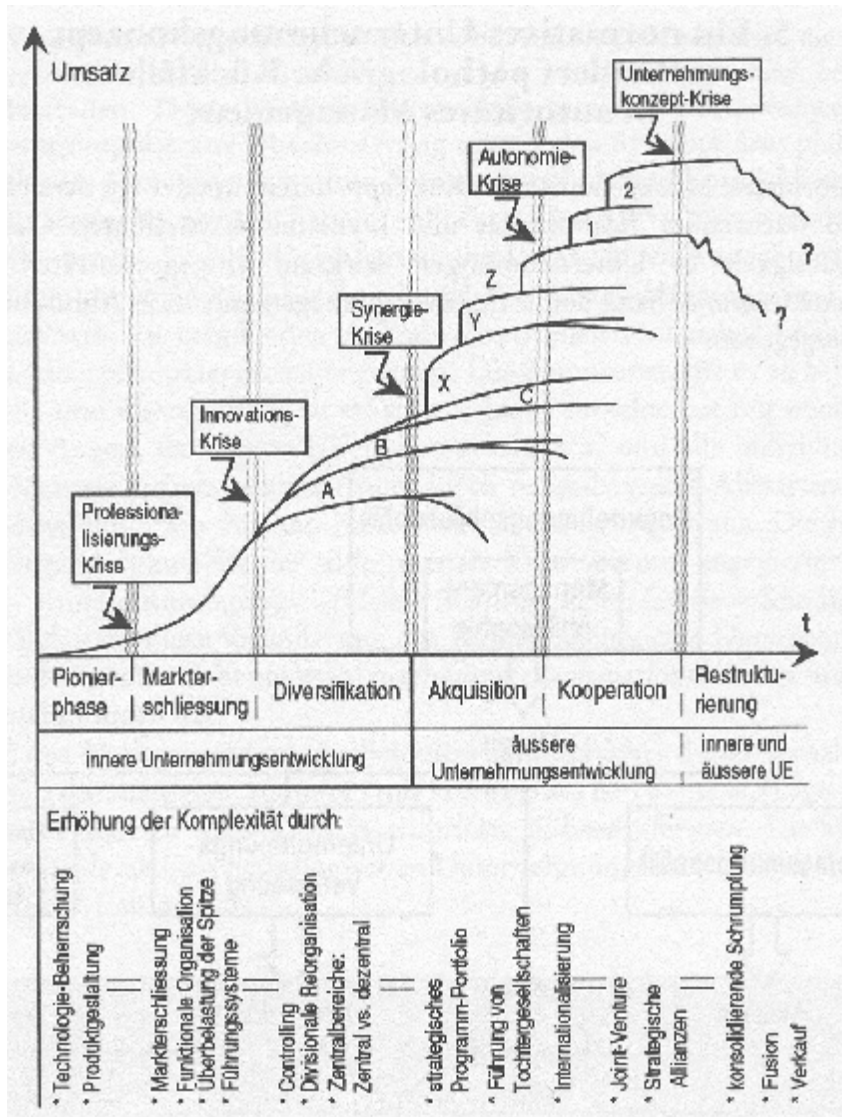 Umsatz
Unternehmungs-
konzept-Krise
Autonomie-
Krise
2
?
?
Z
Synergie-
Krise
Y
X
C
Innovations-
Krise
B
A
Professiona-
lisierungs-
Krise
t
Pionier-
phase
Markter-
schliessung
Diversifikation
Akquisition
Kooperation
Restruktu-
rierung
innere Unternehmungsentwicklung
äussere
Unternehmungsentwicklung
innere und
äussere UE
Erhöhung der Komplexität durch:
* Technologie-Beherrschung
* Produktgestaltung
* Markterschliessung
* Funktionale Organisation
* Überbelastung der Spitze
* Führungssysteme
* Controlling
* Divisionale Reorganisation
* Zentralbereiche:
Zentral vs. dezentral
* strategisches
Programm-Portfolio
* Führung von
Tochtergesellschaften
* Internationalisierung
* Joint-Venture
* Strategische
Allianzen
* konsolidierende Schrumpfung
* Fusion
* Verkauf